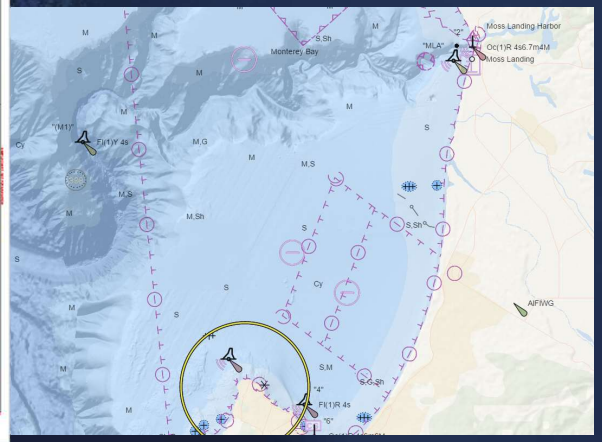 M
S,Sh
"2"
Moss Landing Harbor
Monterey Bay
"MLA"
Oc(1)R 4s6.7m4M
Moss Landing
S
M
M
M
M
"(M1)"
Fl(1)Y 4s
M,G
S
Cy
M
M,S
M,S
M
M,Sh
S
S,Sh
S
Cy
S
AlFlWG
M
S
M
S,M
S,G,Sh
"4"
Fl(1)R 4s
M
"6"
M